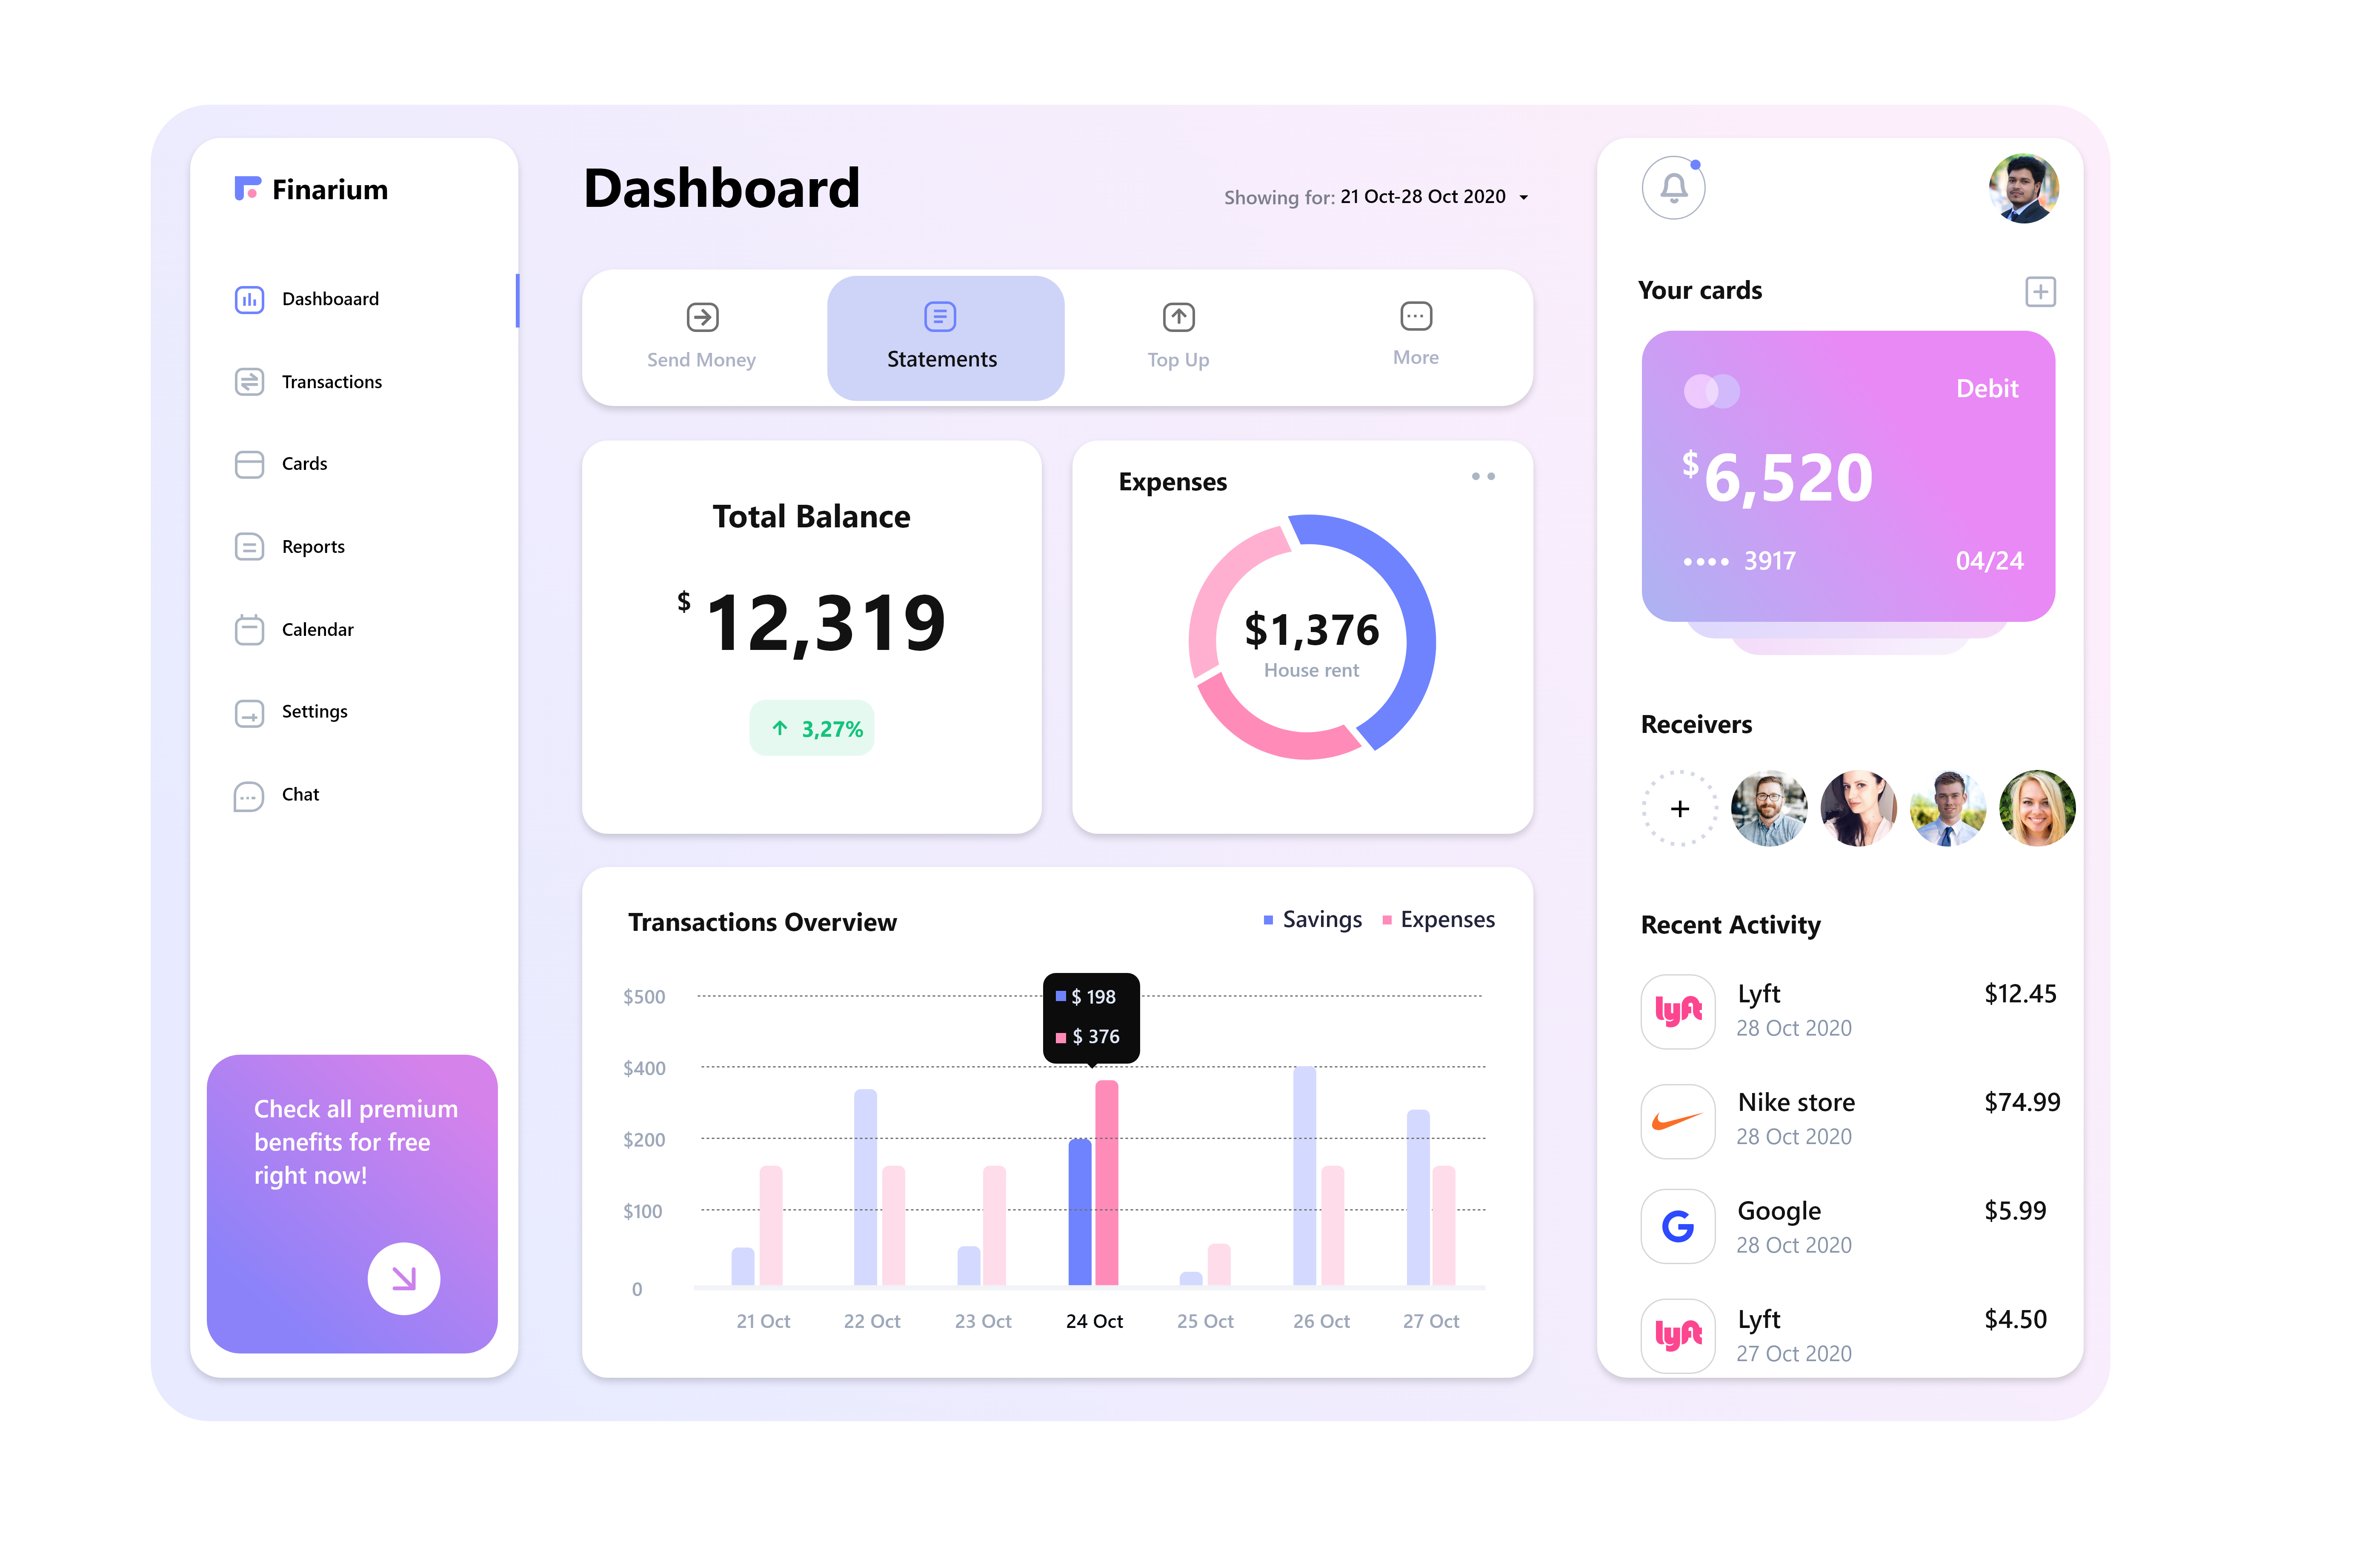 Finarium
Dashboaard
Transactions
Cards
Reports
Calendar
Settings
Chat
Check all premium
benefits for free
right now!
Dashboard
Showing for: 21 Oct-28 Oct 2020
Send Money
Statements
Top Up
More
Total Balance
$ 12,319
3,27%
Expenses
$1,376
House rent
Transactions Overview
Savings
Expenses
$500
$400
$200
$100
0
$ 198
$ 376
21 Oct
22 Oct
23 Oct
24 Oct
25 Oct
26 Oct
27 Oct
Your cards
Debit
$6,520
•••• 3917
04/24
Receivers
Recent Activity
lyft
Lyft
$12.45
28 Oct 2020
Nike store
$74.99
28 Oct 2020
G
Google
$5.99
28 Oct 2020
lyft
Lyft
$4.50
27 Oct 2020